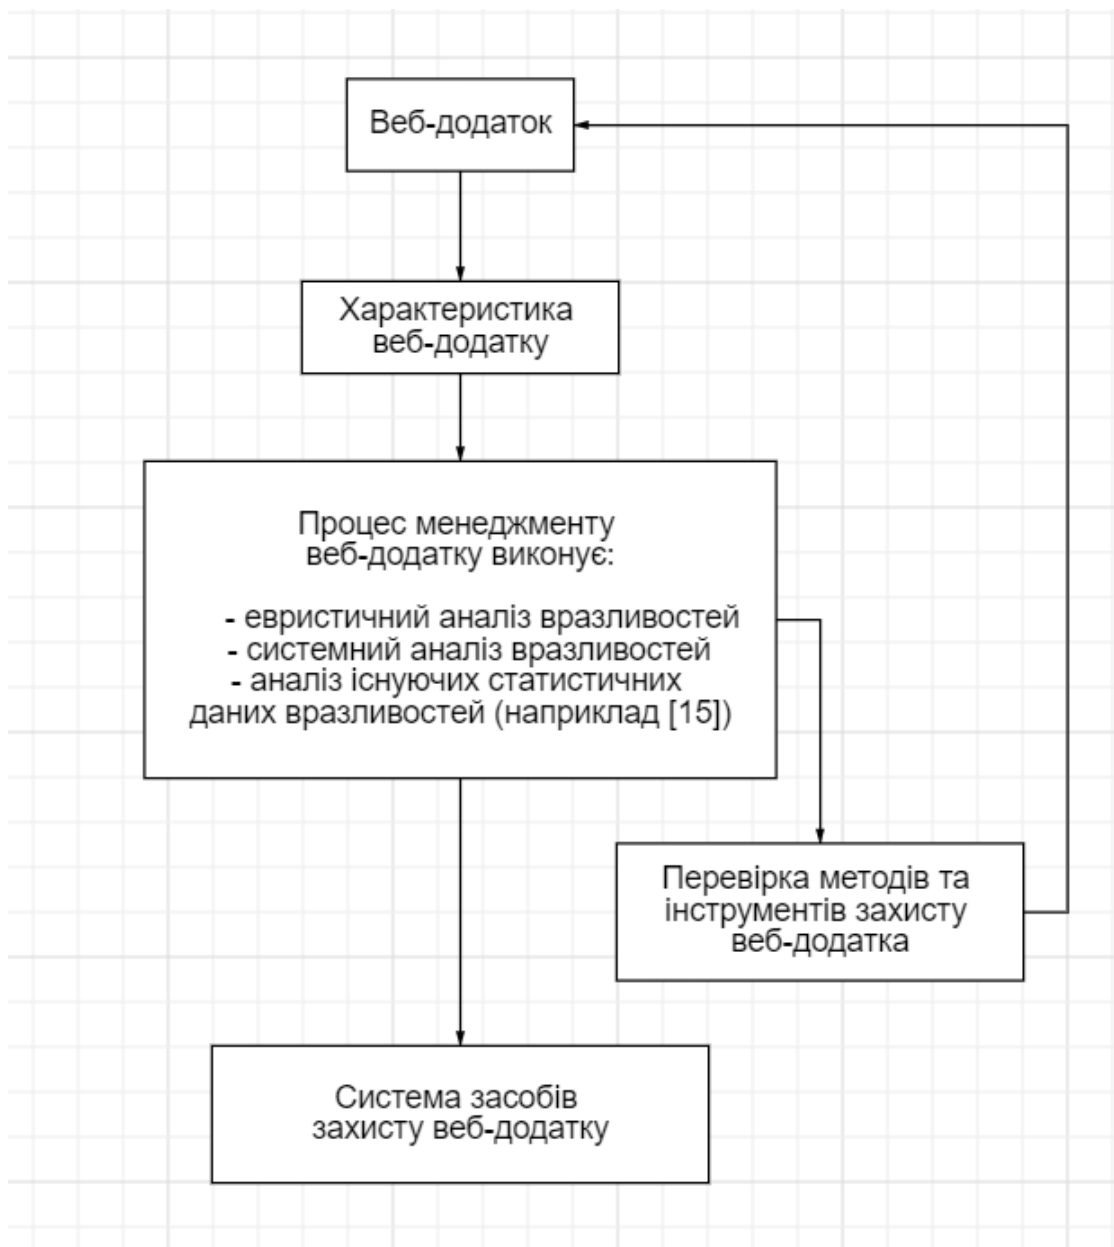 Веб-додаток
Характеристика
веб-додатку
Процес менеджменту
веб-додатку виконує:
- евристичний аналіз вразливостей
- системний аналіз вразливостей
- аналіз існуючих статистичних
даних вразливостей (наприклад [15])
Перевірка методів та
інструментів захисту
веб-додатка
Система засобів
захисту веб-додатку